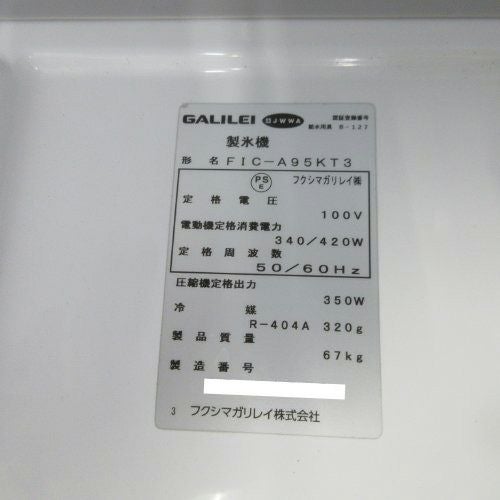 GALILEI JWWA 認証登録番号
給水用具 B-127
製氷機
形名 FIC-A95KT3
PS E フクシマガリレイ㈱
定格電圧
100V
電動機定格消費電力
340/420W
定格周波数
50/60Hz
圧縮機定格出力
350W
冷媒
R-404A 320g
製品質量
67kg
製造番号
3 フクシマガリレイ株式会社